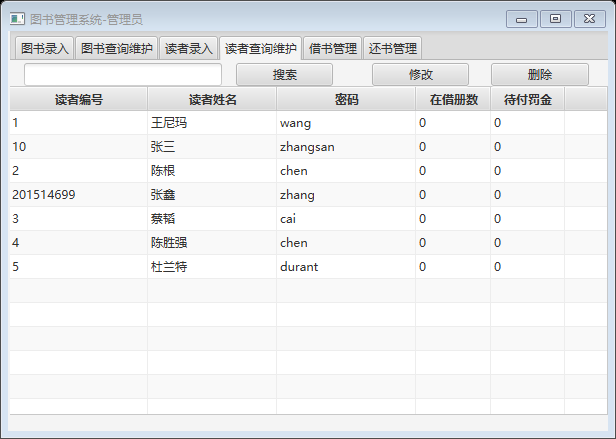 图书管理系统-管理员
图书录入 图书查询维护 读者录入 读者查询维护 借书管理 还书管理
搜索 修改 删除
读者编号 读者姓名 密码 在借册数 待付罚金
1 王尼玛 wang 0 0
10 张三 zhangsan 0 0
2 陈根 chen 0 0
201514699 张鑫 zhang 0 0
3 蔡韬 cai 0 0
4 陈胜强 chen 0 0
5 杜兰特 durant 0 0